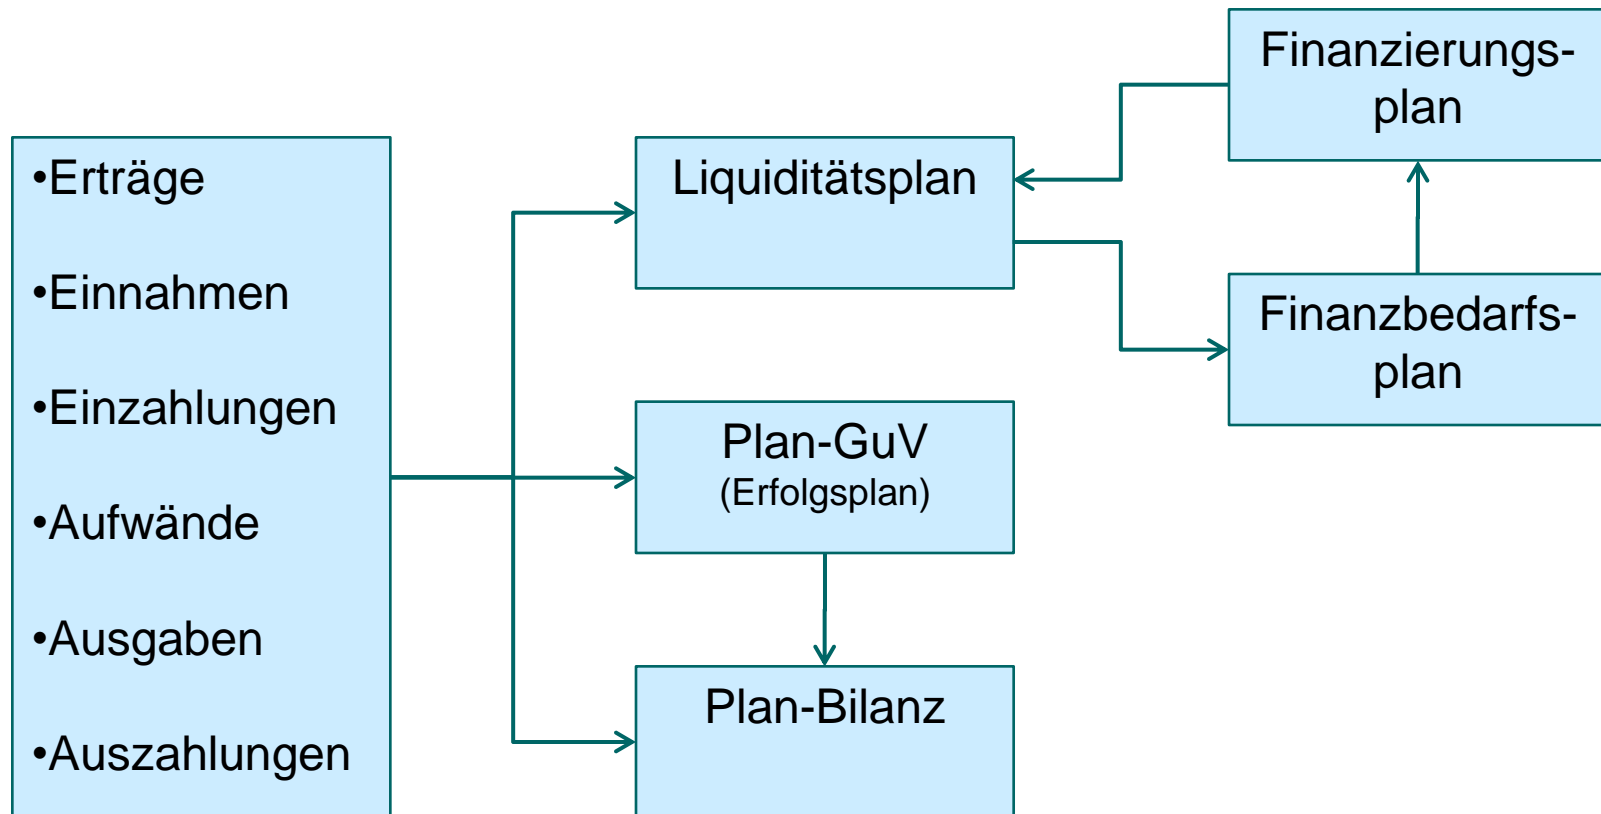 •Erträge
•Einnahmen
•Einzahlungen
•Aufwände
•Ausgaben
•Auszahlungen
Liquiditätsplan
Plan-GuV
(Erfolgsplan)
Plan-Bilanz
Finanzierungs-
plan
Finanzbedarfs-
plan